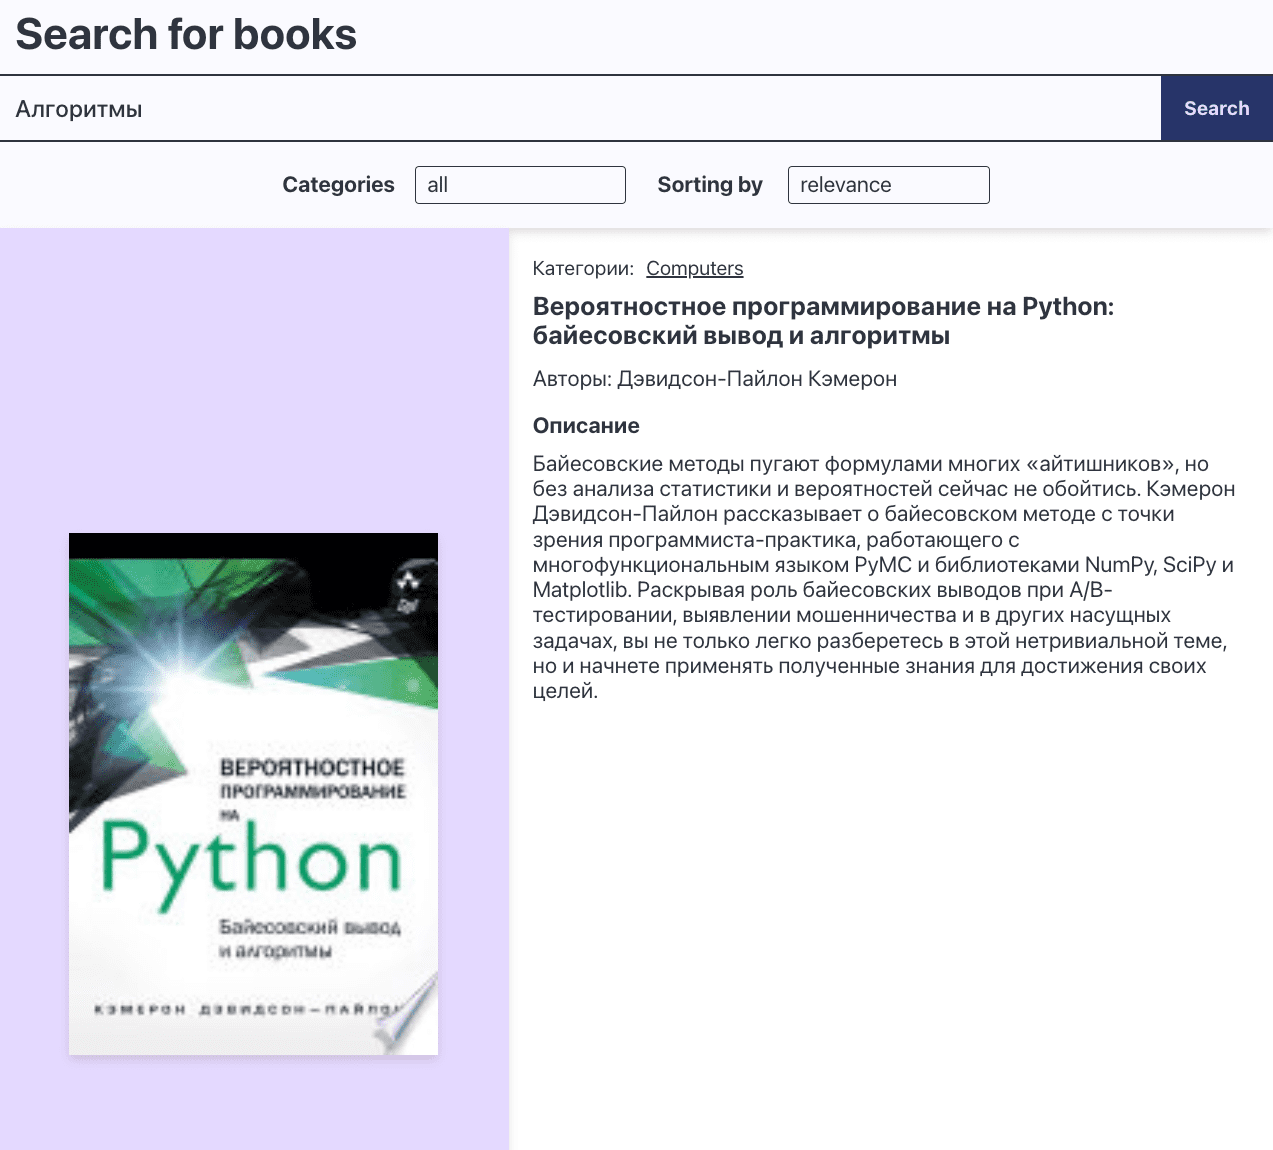 Search for books
Алгоритмы
Search
Categories
all
Sorting by
relevance
Категории: Computers
Вероятностное программирование на Python:
байесовский вывод и алгоритмы
Авторы: Дэвидсон-Пайлон Кэмерон
Описание
Байесовские методы пугают формулами многих «айтишников», но
без анализа статистики и вероятностей сейчас не обойтись. Кэмерон
Дэвидсон-Пайлон рассказывает о байесовском методе с точки
зрения программиста-практика, работающего с
многофункциональным языком PyMC и библиотеками NumPy, SciPy и
Matplotlib. Раскрывая роль байесовских выводов при A/B-
тестировании, выявлении мошенничества и в других насущных
задачах, вы не только легко разберетесь в этой нетривиальной теме,
но и начнете применять полученные знания для достижения своих
целей.
ВЕРОЯТНОСТНОЕ
ПРОГРАММИРОВАНИЕ
НА
Python
Байесовский вывод
и алгоритмы
КЭМЕРОН ДЭВИДСОН-ПАЙЛОН